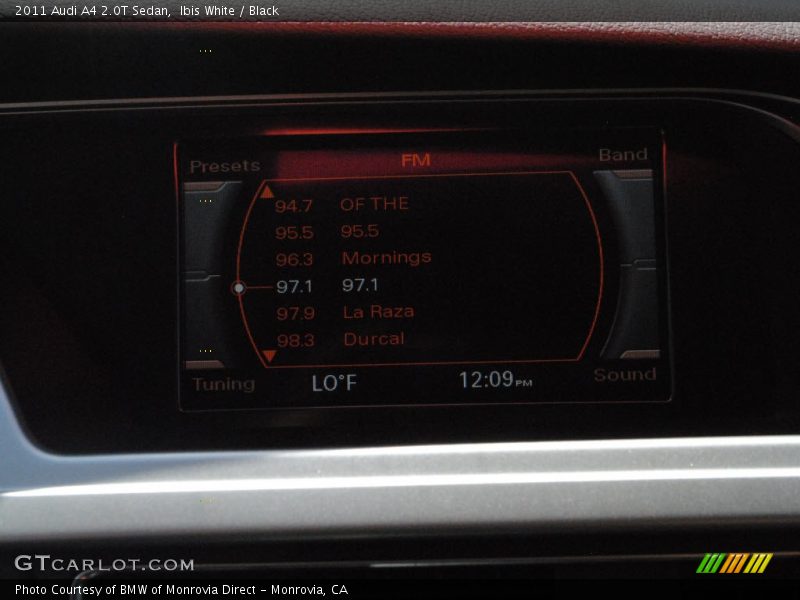 2011 Audi A4 2.0T Sedan, Ibis White / Black
Presets FM Band
94.7 OF THE
95.5 95.5
96.3 Mornings
97.1 97.1
97.9 La Raza
98.3 Durcal
Tuning LO°F 12:09 PM Sound
GTCARLOT.COM
Photo Courtesy of BMW of Monrovia Direct - Monrovia, CA